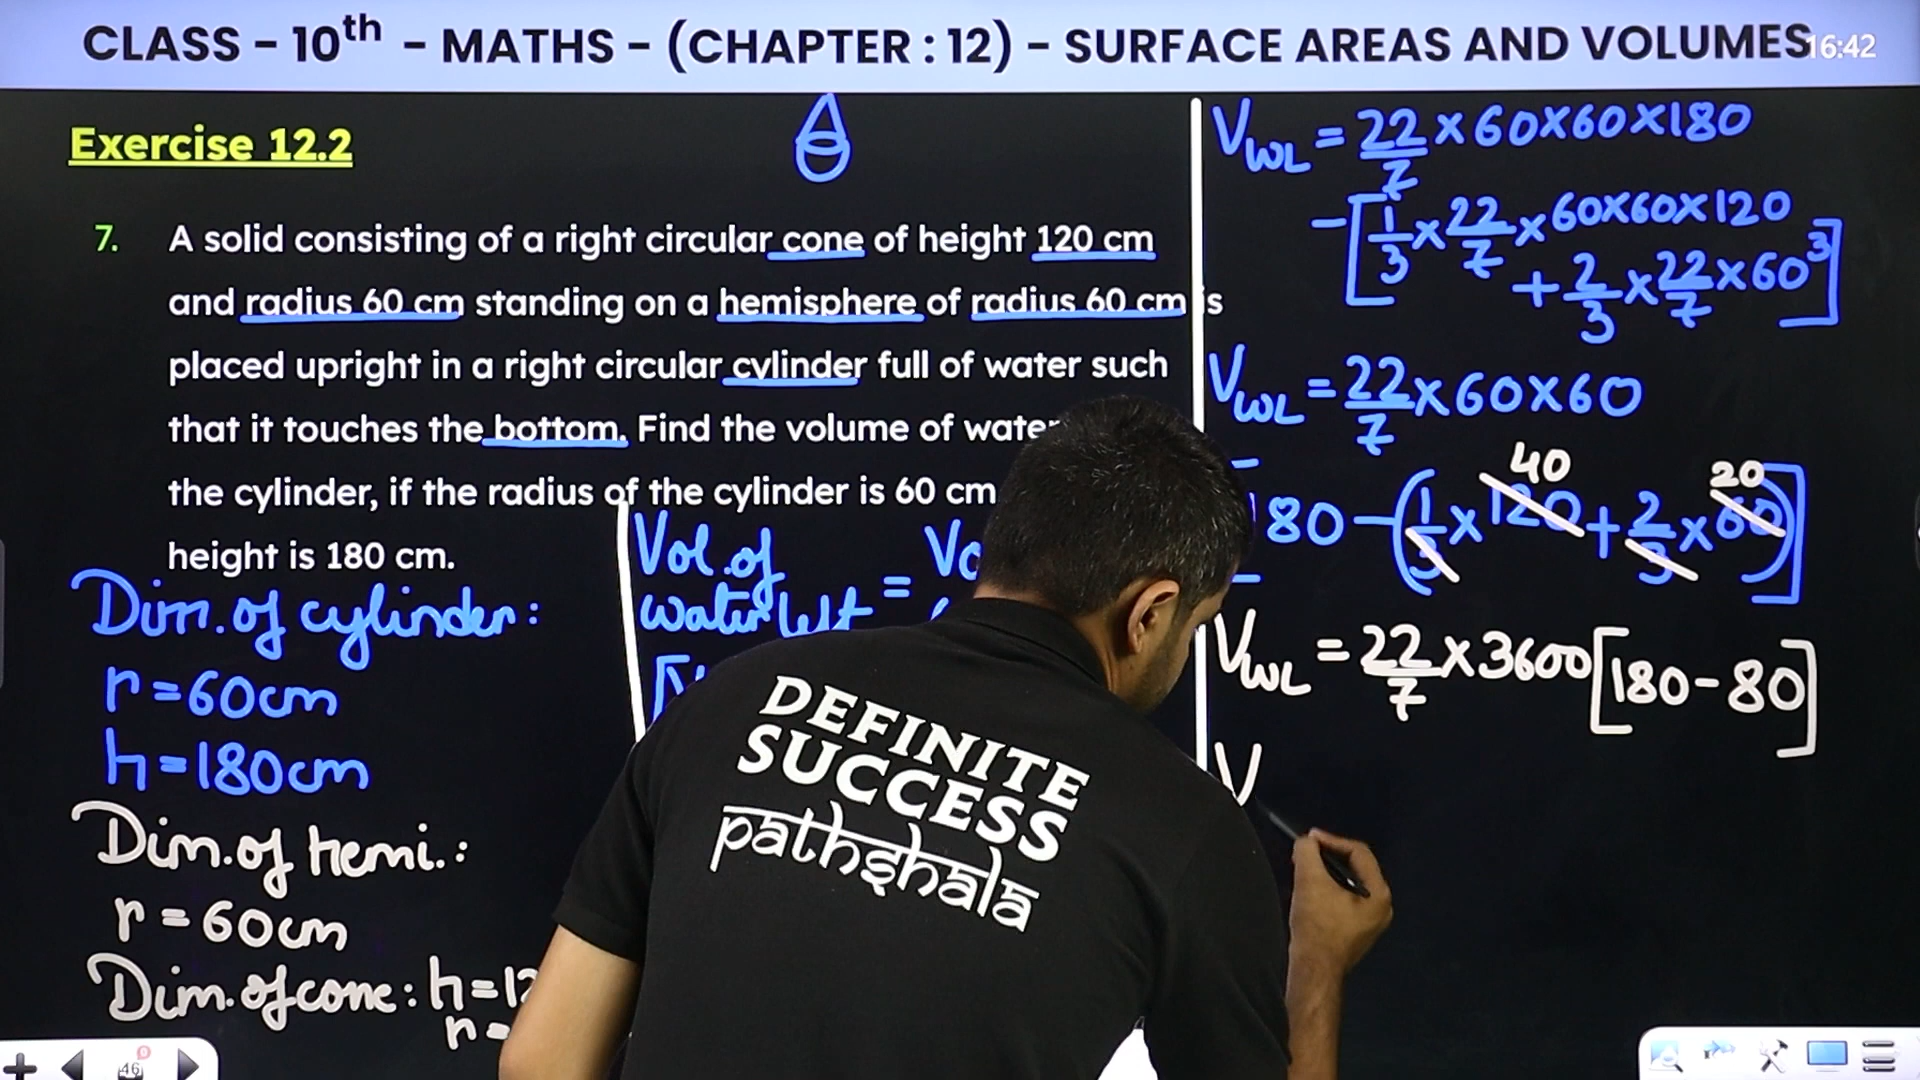 CLASS - 10th - MATHS - (CHAPTER : 12) - SURFACE AREAS AND VOLUMES
16:42
Exercise 12.2
7. A solid consisting of a right circular cone of height 120 cm
and radius 60 cm standing on a hemisphere of radius 60 cm is
placed upright in a right circular cylinder full of water such
that it touches the bottom. Find the volume of water
the cylinder, if the radius of the cylinder is 60 cm
height is 180 cm.
Dim. of cylinder :
r = 60cm
h = 180cm
Dim. of hemi. :
r = 60cm
Dim. of cone : h = 12
r =
Vol. of
water left =
V_WL = 22/7 × 60×60×180
- [1/3 × 22/7 × 60×60×120
+ 2/3 × 22/7 × 60³]
V_WL = 22/7 × 60×60
40 20
80 - (1/3 × 120 + 2/3 × 60)]
V_WL = 22/7 × 3600 [180 - 80]
V
DEFINITE
SUCCESS
pathshala
46